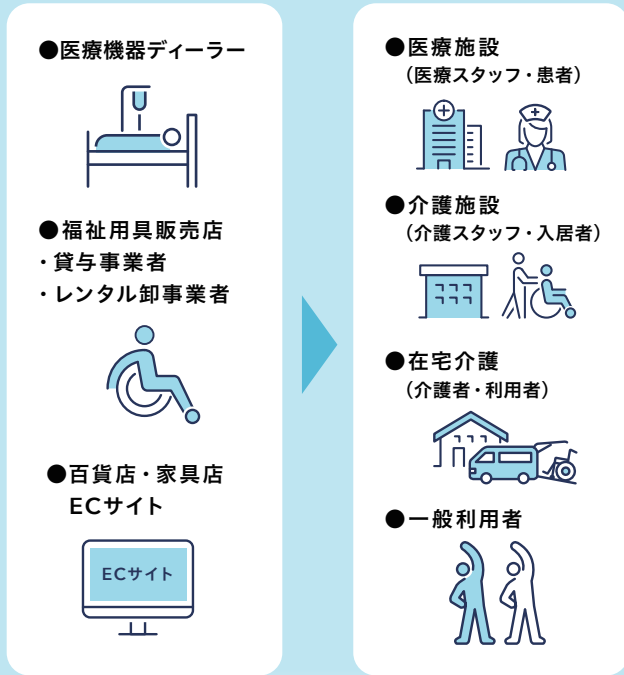 ●医療機器ディーラー
●福祉用具販売店
・貸与事業者
・レンタル卸事業者
●百貨店・家具店
ECサイト
ECサイト
●医療施設
（医療スタッフ・患者）
●介護施設
（介護スタッフ・入居者）
●在宅介護
（介護者・利用者）
●一般利用者